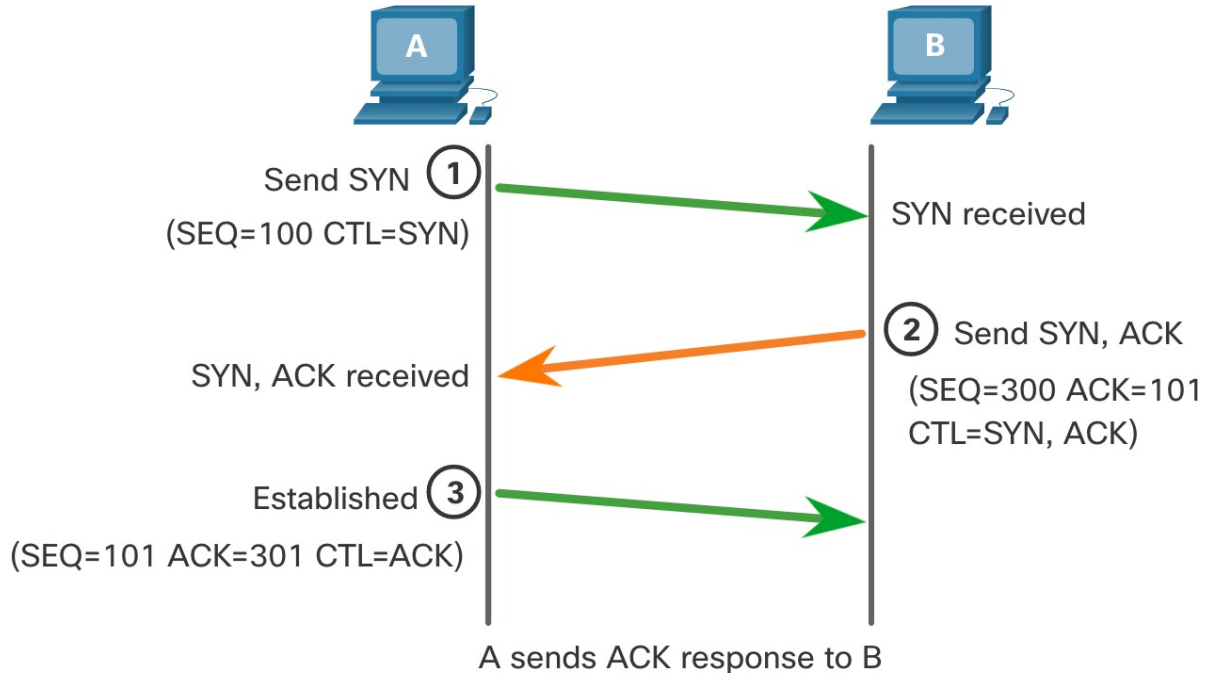 A
B
Send SYN 1
(SEQ=100 CTL=SYN)
SYN received
2 Send SYN, ACK
(SEQ=300 ACK=101
CTL=SYN, ACK)
SYN, ACK received
Established 3
(SEQ=101 ACK=301 CTL=ACK)
A sends ACK response to B